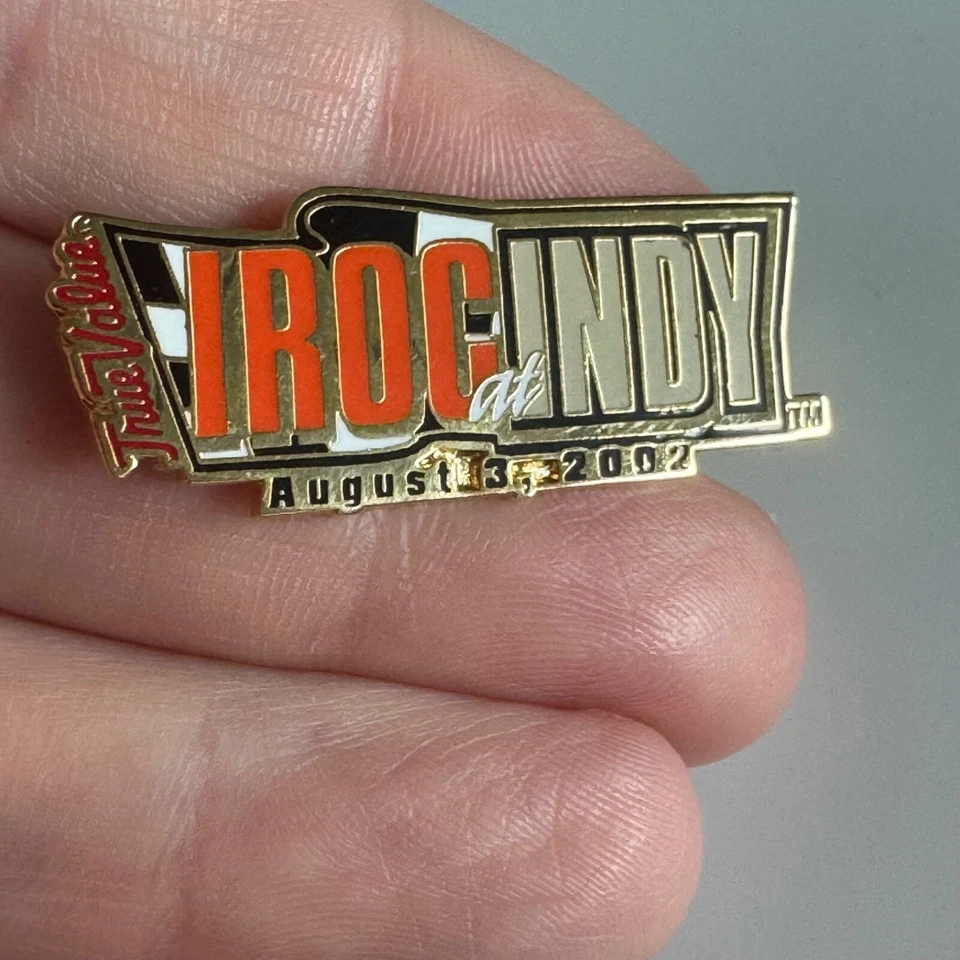 True Value
IROC at INDY
TM
August 3, 2002